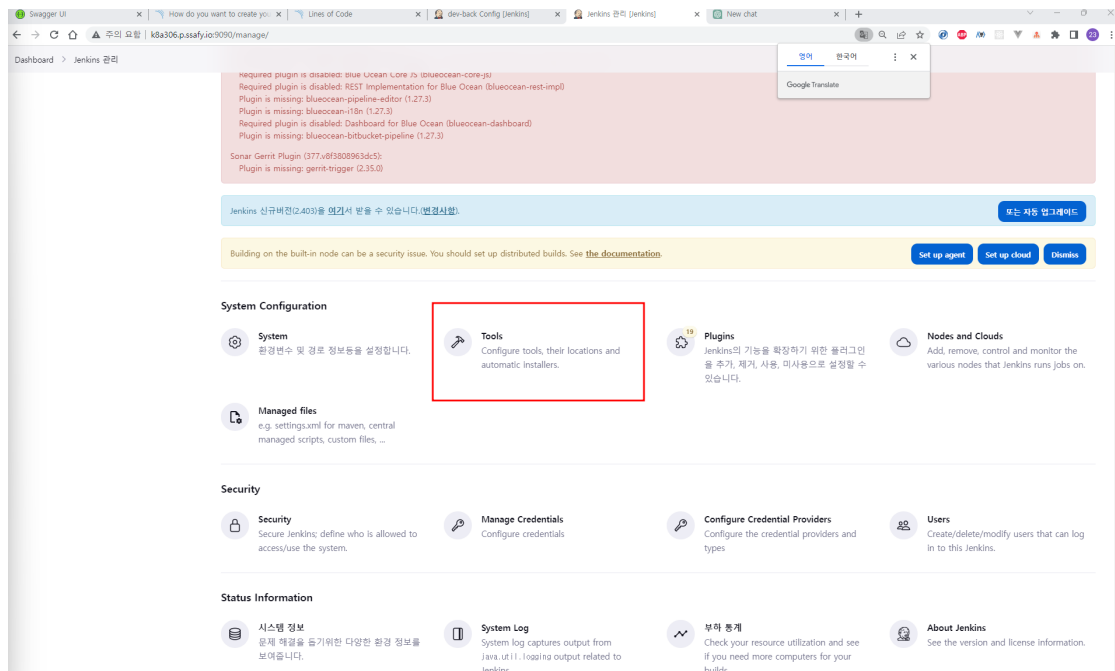 Swagger UI
How do you want to create you
Lines of Code
dev-back Config [Jenkins]
Jenkins 관리 [Jenkins]
New chat
주의 요함
k8a306.p.ssafy.io:9090/manage/
23
Dashboard > Jenkins 관리
영어 한국어
Google Translate
Required plugin is disabled: Blue Ocean Core JS (blueocean-core-js)
Required plugin is disabled: REST Implementation for Blue Ocean (blueocean-rest-impl)
Plugin is missing: blueocean-pipeline-editor (1.27.3)
Plugin is missing: blueocean-i18n (1.27.3)
Required plugin is disabled: Dashboard for Blue Ocean (blueocean-dashboard)
Plugin is missing: blueocean-bitbucket-pipeline (1.27.3)
Sonar Gerrit Plugin (377.v8f3808963dc5):
Plugin is missing: gerrit-trigger (2.35.0)
Jenkins 신규버전(2.403)을 여기서 받을 수 있습니다.(변경사항).
또는 자동 업그레이드
Building on the built-in node can be a security issue. You should set up distributed builds. See the documentation.
Set up agent
Set up cloud
Dismiss
System Configuration
System
환경변수 및 경로 정보등을 설정합니다.
Tools
Configure tools, their locations and
automatic installers.
19
Plugins
Jenkins의 기능을 확장하기 위한 플러그인
을 추가, 제거, 사용, 미사용으로 설정할 수
있습니다.
Nodes and Clouds
Add, remove, control and monitor the
various nodes that Jenkins runs jobs on.
Managed files
e.g. settings.xml for maven, central
managed scripts, custom files, ...
Security
Security
Secure Jenkins; define who is allowed to
access/use the system.
Manage Credentials
Configure credentials
Configure Credential Providers
Configure the credential providers and
types
Users
Create/delete/modify users that can log
in to this Jenkins.
Status Information
시스템 정보
문제 해결을 돕기위한 다양한 환경 정보를
보여줍니다.
System Log
System log captures output from
java.util.logging output related to
Jenkins.
부하 통계
Check your resource utilization and see
if you need more computers for your
builds.
About Jenkins
See the version and license information.